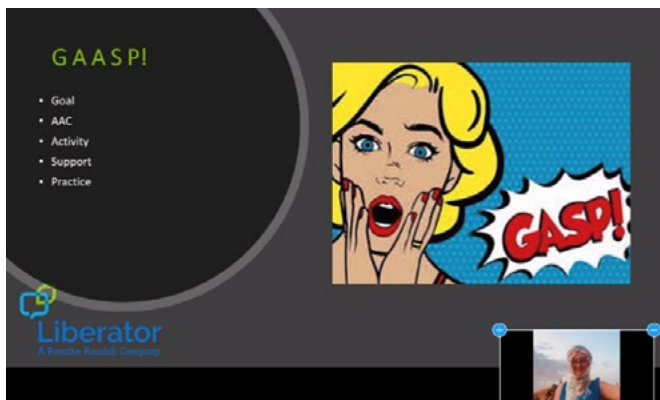 GAASP!
• Goal
• AAC
• Activity
• Support
• Practice
GASP!
Liberator
A Prentke Romich Company